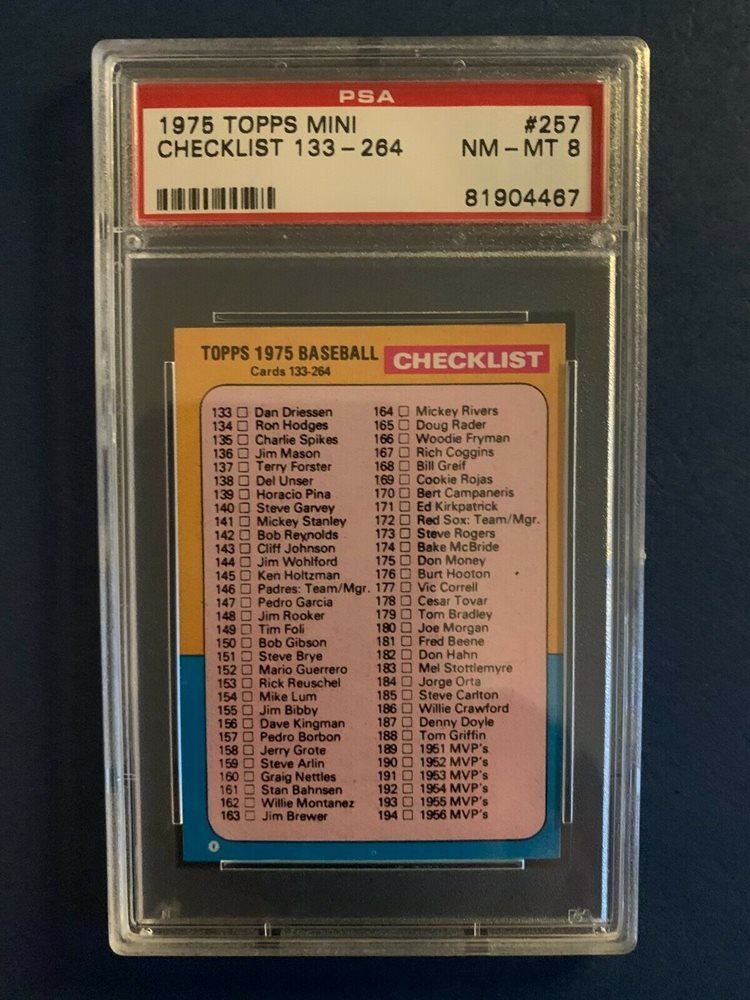 PSA
1975 TOPPS MINI #257
CHECKLIST 133-264 NM-MT 8
81904467
TOPPS 1975 BASEBALL CHECKLIST
Cards 133-264
133 Dan Driessen
134 Ron Hodges
135 Charlie Spikes
136 Jim Mason
137 Terry Forster
138 Del Unser
139 Horacio Pina
140 Steve Garvey
141 Mickey Stanley
142 Bob Reynolds
143 Cliff Johnson
144 Jim Wohlford
145 Ken Holtzman
146 Padres: Team/Mgr.
147 Pedro Garcia
148 Jim Rooker
149 Tim Foli
150 Bob Gibson
151 Steve Brye
152 Mario Guerrero
153 Rick Reuschel
154 Mike Lum
155 Jim Bibby
156 Dave Kingman
157 Pedro Borbon
158 Jerry Grote
159 Steve Arlin
160 Graig Nettles
161 Stan Bahnsen
162 Willie Montanez
163 Jim Brewer
164 Mickey Rivers
165 Doug Rader
166 Woodie Fryman
167 Rich Coggins
168 Bill Greif
169 Cookie Rojas
170 Bert Campaneris
171 Ed Kirkpatrick
172 Red Sox: Team/Mgr.
173 Steve Rogers
174 Bake McBride
175 Don Money
176 Burt Hooton
177 Vic Correll
178 Cesar Tovar
179 Tom Bradley
180 Joe Morgan
181 Fred Beene
182 Don Hahn
183 Mel Stottlemyre
184 Jorge Orta
185 Steve Carlton
186 Willie Crawford
187 Denny Doyle
188 Tom Griffin
189 1951 MVP's
190 1952 MVP's
191 1953 MVP's
192 1954 MVP's
193 1955 MVP's
194 1956 MVP's